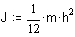 J := 1/12 · m · h²